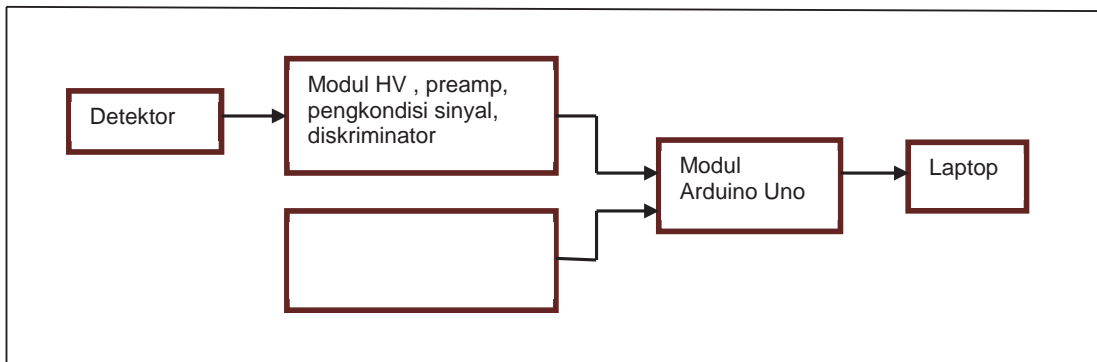 Detektor
Modul HV , preamp,
pengkondisi sinyal,
diskriminator
Modul
Arduino Uno
Laptop